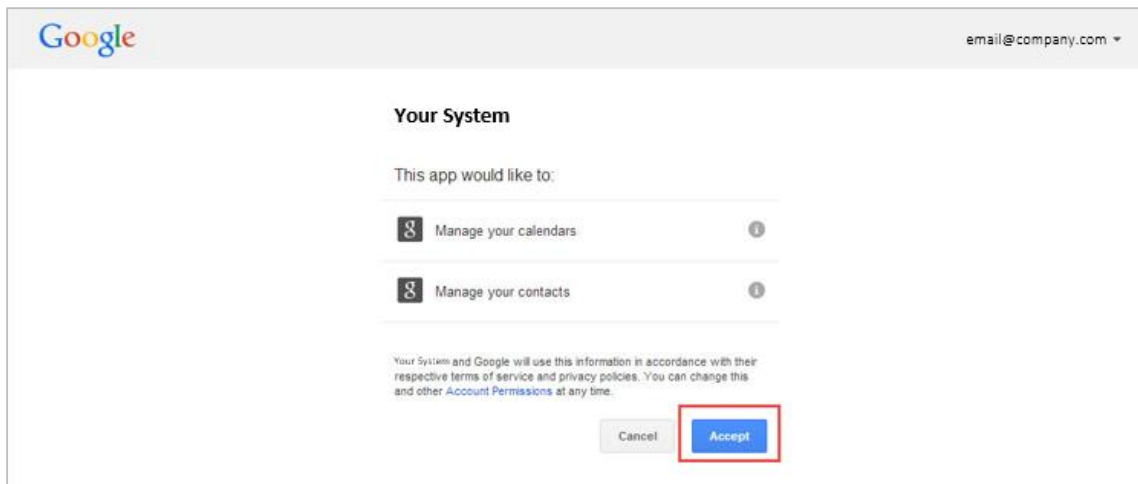 Google
email@company.com
Your System
This app would like to:
8 Manage your calendars
8 Manage your contacts
Your System and Google will use this information in accordance with their
respective terms of service and privacy policies. You can change this
and other Account Permissions at any time.
Cancel Accept